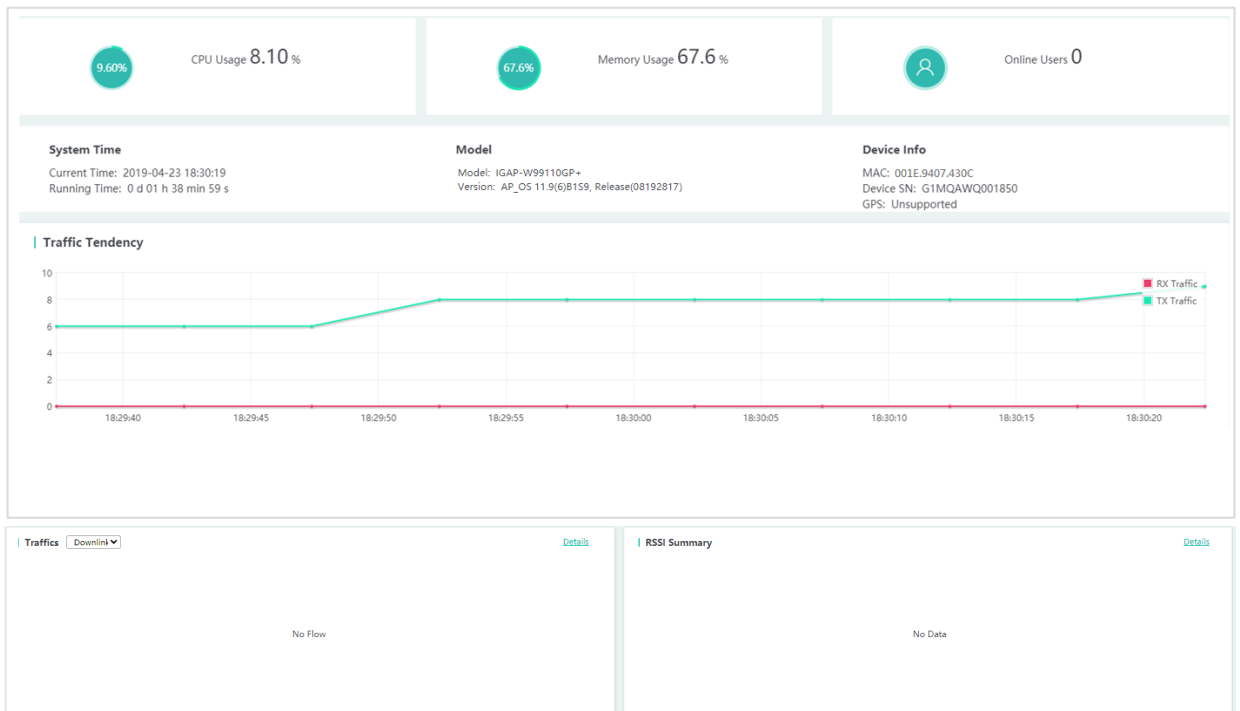 9.60%
CPU Usage 8.10 %
67.6%
Memory Usage 67.6 %
Online Users 0
System Time
Current Time: 2019-04-23 18:30:19
Running Time: 0 d 01 h 38 min 59 s
Model
Model: IGAP-W99110GP+
Version: AP_OS 11.9(6)B1S9, Release(08192817)
Device Info
MAC: 001E.9407.430C
Device SN: G1MQAWQ001850
GPS: Unsupported
Traffic Tendency
10
8
6
4
2
0
RX Traffic
TX Traffic
18:29:40 18:29:45 18:29:50 18:29:55 18:30:00 18:30:05 18:30:10 18:30:15 18:30:20
Traffics Downlink Details
No Flow
RSSI Summary Details
No Data